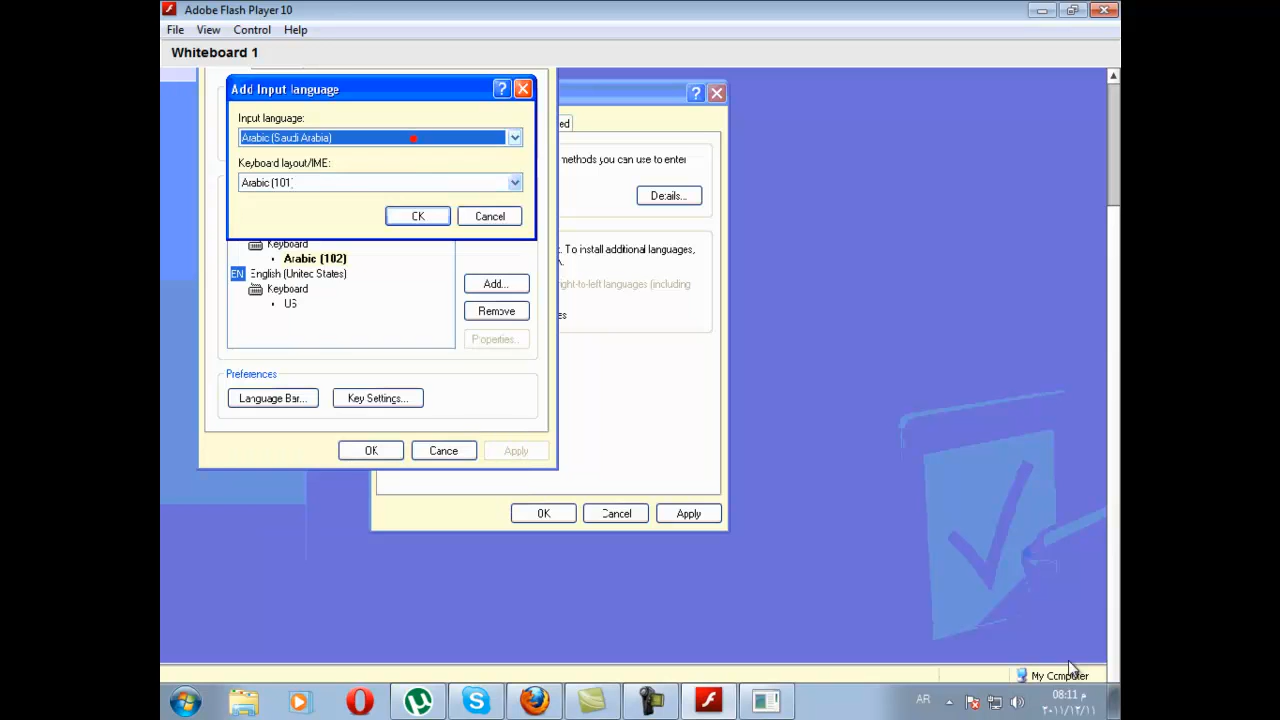 Adobe Flash Player 10
File View Control Help
Whiteboard 1
Add Input language
Input language:
Arabic (Saudi Arabia)
Keyboard layout/IME:
Arabic (101)
OK Cancel
Keyboard
• Arabic (102)
EN English (United States)
Keyboard
• US
Add...
Remove
Properties...
Preferences
Language Bar... Key Settings...
OK Cance Apply
ed
methods you can use to enter
Details...
. To install additional languages,
right-to-left languages (including
es
OK Cancel Apply
My Computer
AR
08:11 م
٢٠١١/١٢/١١